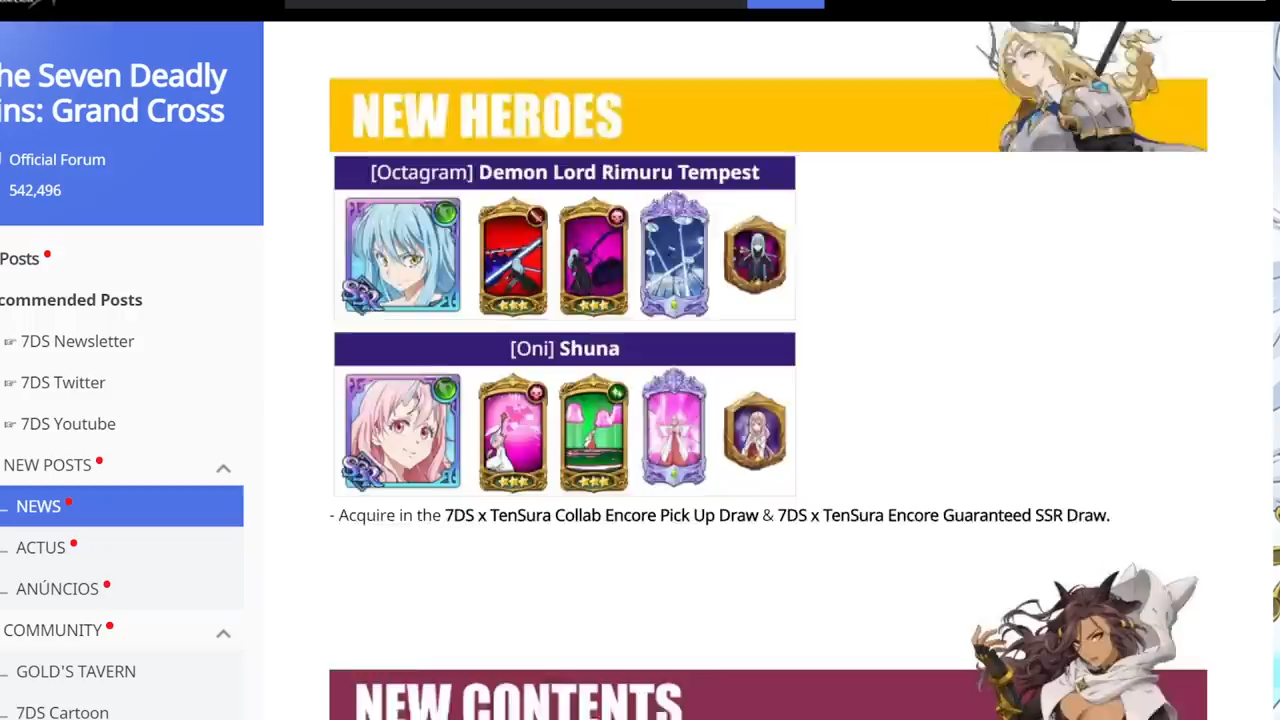 he Seven Deadly
ins: Grand Cross
Official Forum
542,496
Posts
commended Posts
☞ 7DS Newsletter
☞ 7DS Twitter
☞ 7DS Youtube
NEW POSTS
NEWS
ACTUS
ANÚNCIOS
COMMUNITY
GOLD'S TAVERN
7DS Cartoon
NEW HEROES
[Octagram] Demon Lord Rimuru Tempest
[Oni] Shuna
- Acquire in the 7DS x TenSura Collab Encore Pick Up Draw & 7DS x TenSura Encore Guaranteed SSR Draw.
NEW CONTENTS